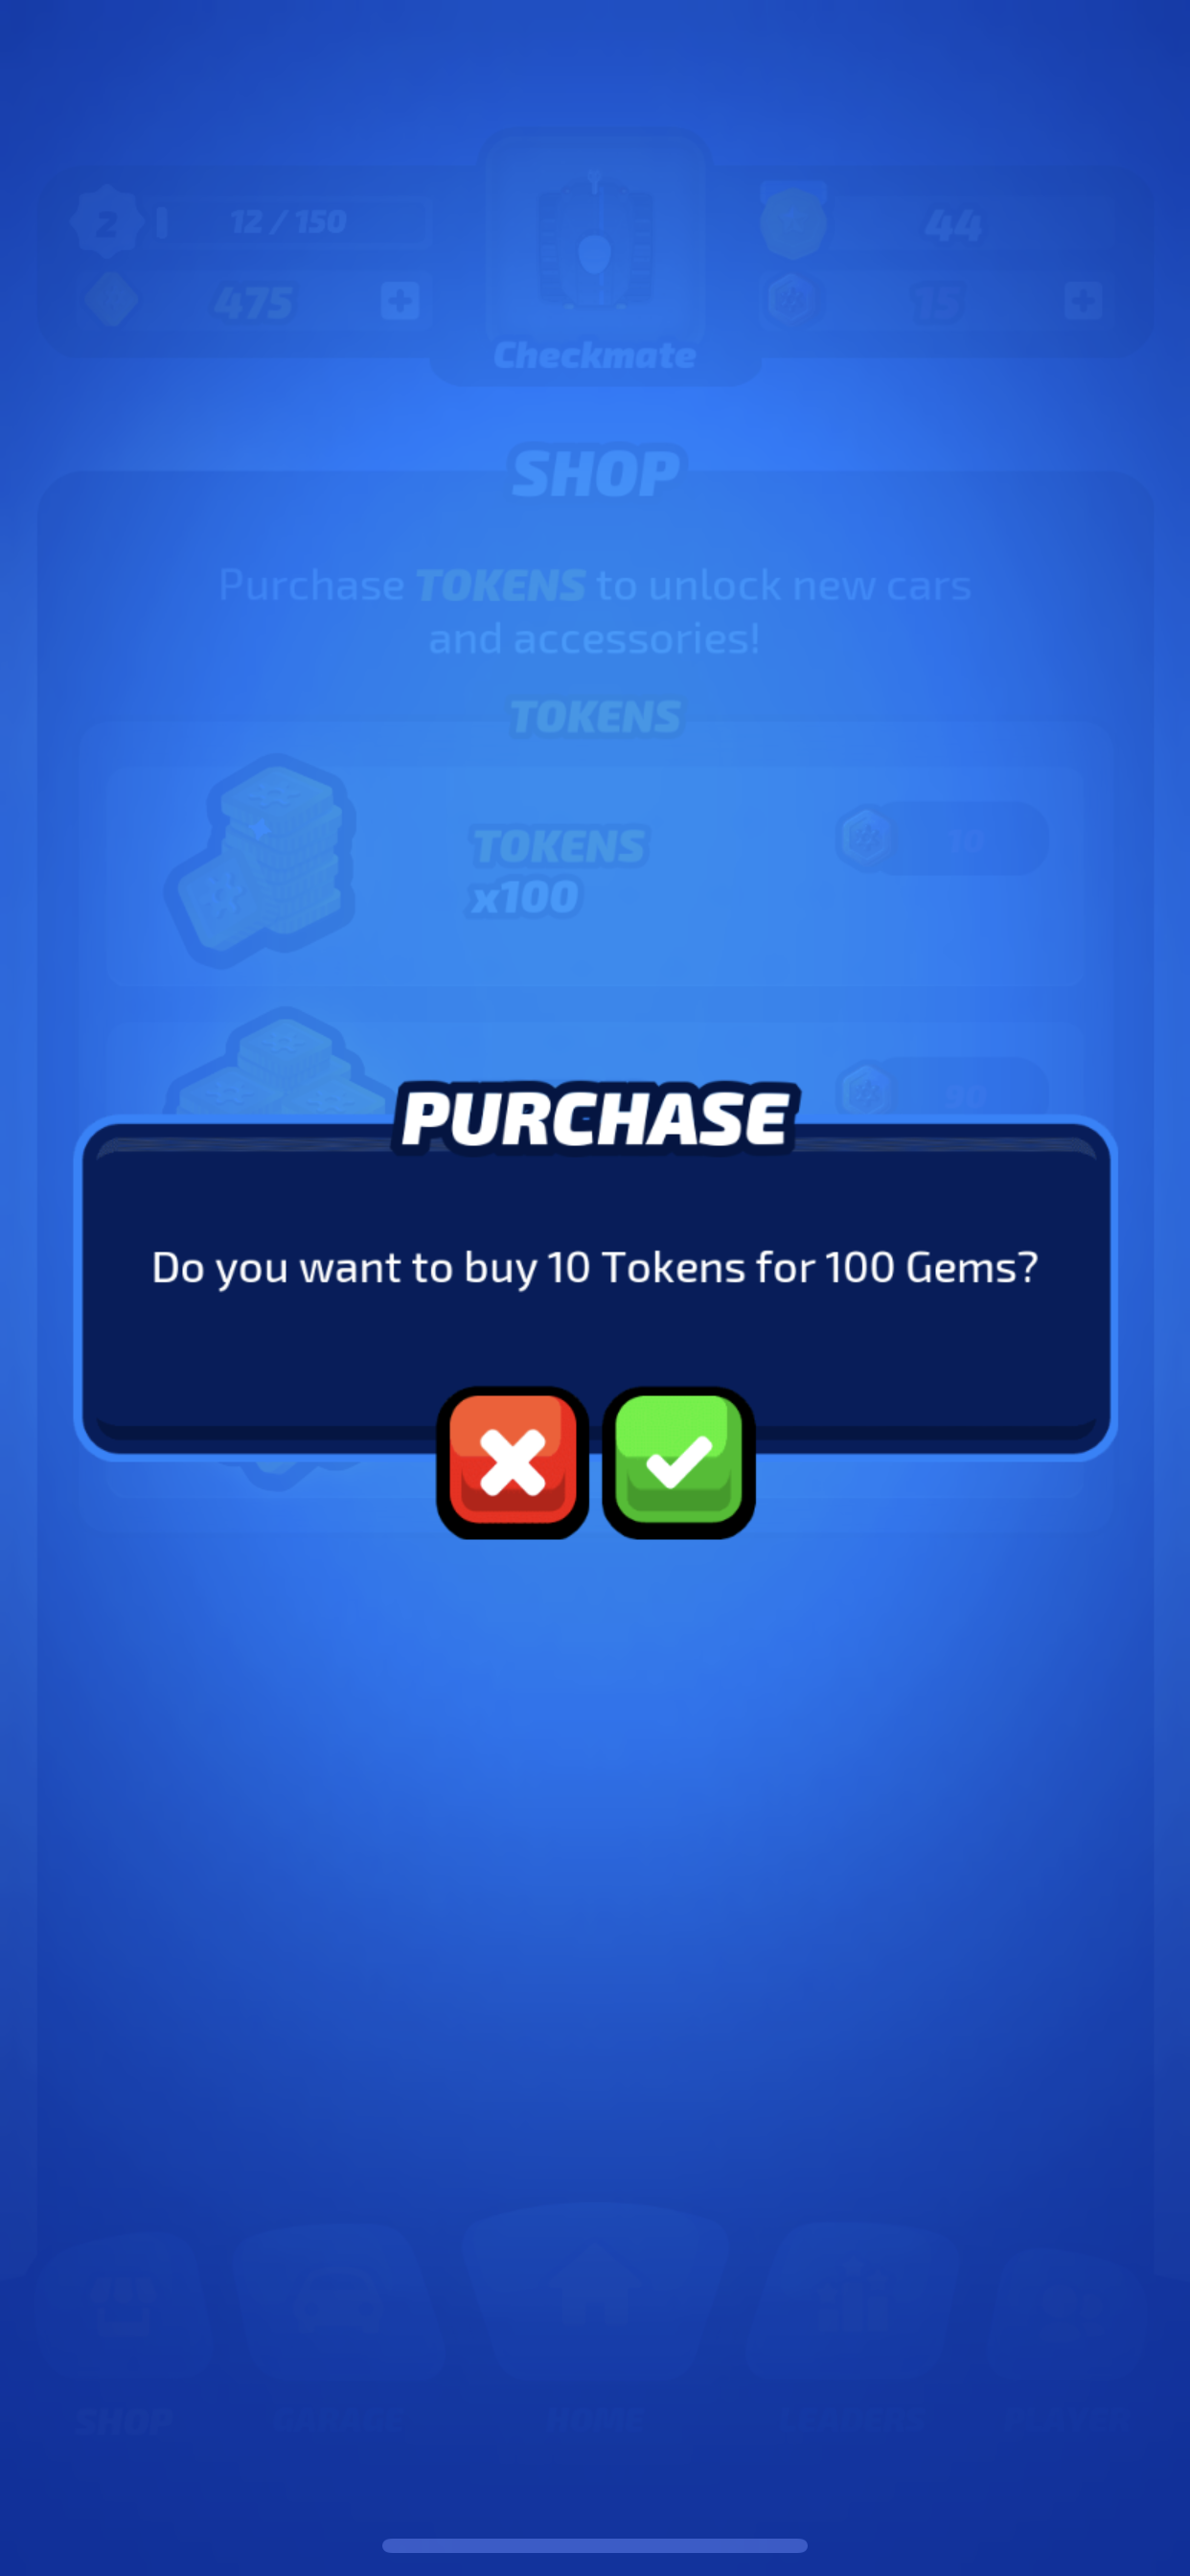 2
12 / 150
44
475
15
Checkmate
SHOP
Purchase TOKENS to unlock new cars
and accessories!
TOKENS
TOKENS
x100
10
90
PURCHASE
Do you want to buy 10 Tokens for 100 Gems?
SHOP